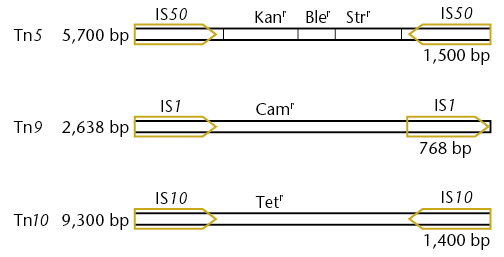 IS50 Kanʳ Bleʳ Strʳ IS50
Tn5 5,700 bp
1,500 bp
IS1 Camʳ IS1
Tn9 2,638 bp
768 bp
IS10 Tetʳ IS10
Tn10 9,300 bp
1,400 bp